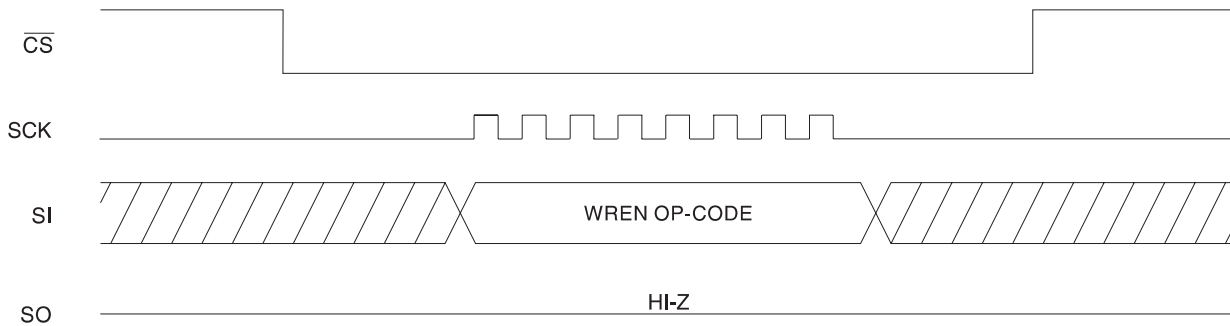 CS
SCK
SI
WREN OP-CODE
SO
HI-Z